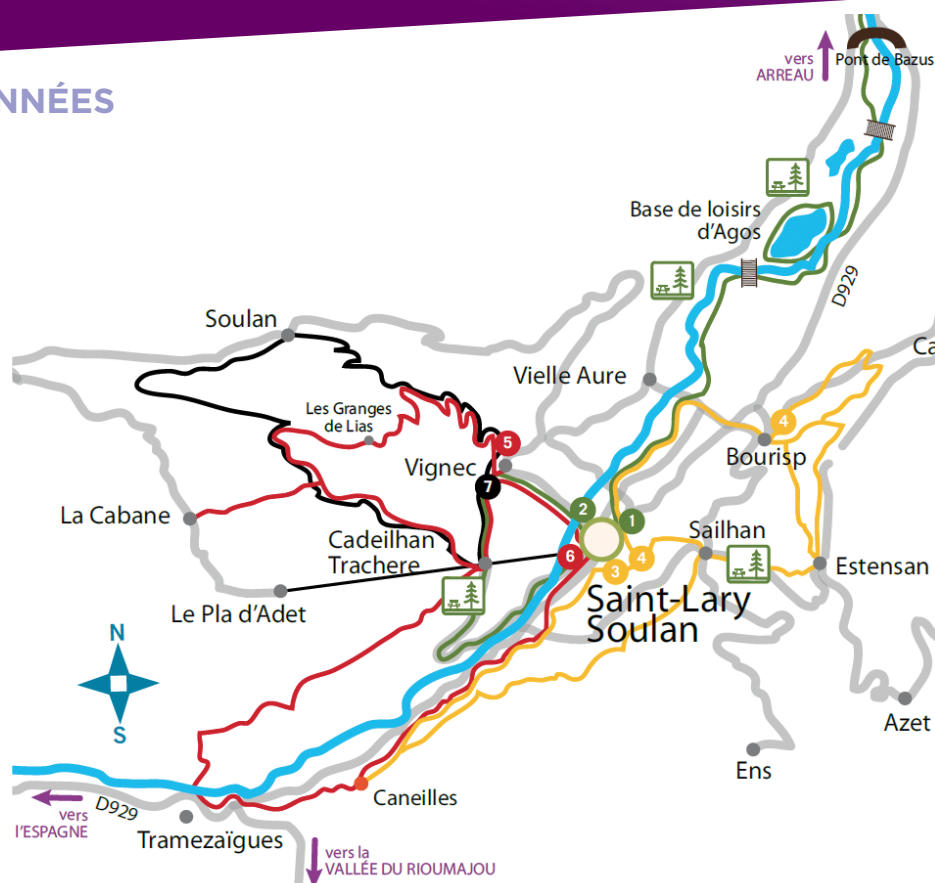 NNÉES
vers
ARREAU
Pont de Bazus
Base de loisirs
d'Agos
D929
Soulan
Ca
Vielle Aure
Les Granges
de Lias
4
5
Bourisp
Vignec
7
La Cabane
2
1
Sailhan
Cadeilhan
Trachere
6
4
3
Estensan
Saint-Lary
Soulan
Le Pla d'Adet
N
S
Azet
Ens
Caneilles
D929
vers
l'ESPAGNE
Tramezaïgues
vers la
VALLÉE DU RIOUMAJOU